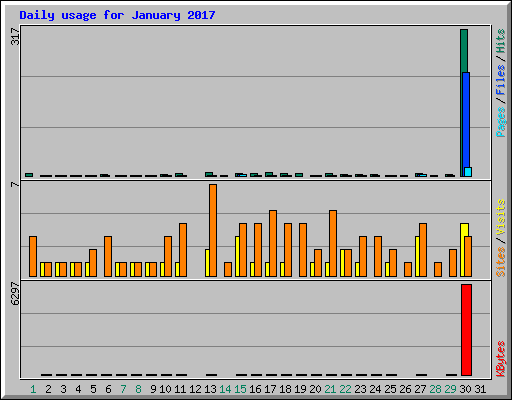 Daily usage for January 2017
317
Pages / Files / Hits
7
Sites / Visits
6297
KBytes
1 2 3 4 5 6 7 8 9 10 11 12 13 14 15 16 17 18 19 20 21 22 23 24 25 26 27 28 29 30 31